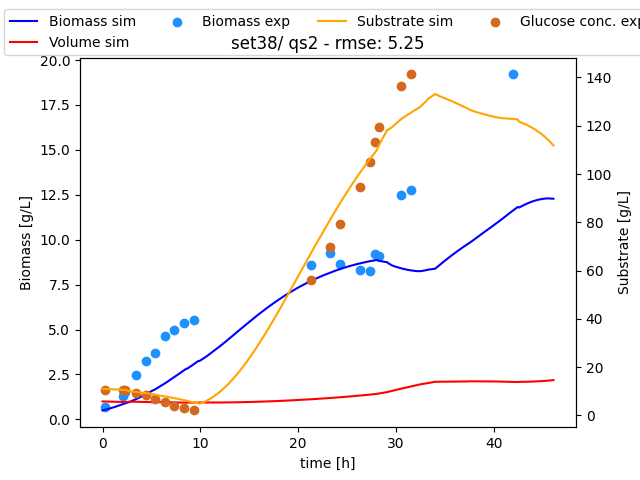 Biomass sim Biomass exp Substrate sim Glucose conc. exp
Volume sim
set38/ qs2 - rmse: 5.25
20.0
17.5
15.0
12.5
10.0
7.5
5.0
2.5
0.0
Biomass [g/L]
140
120
100
80
60
40
20
0
Substrate [g/L]
0 10 20 30 40
time [h]